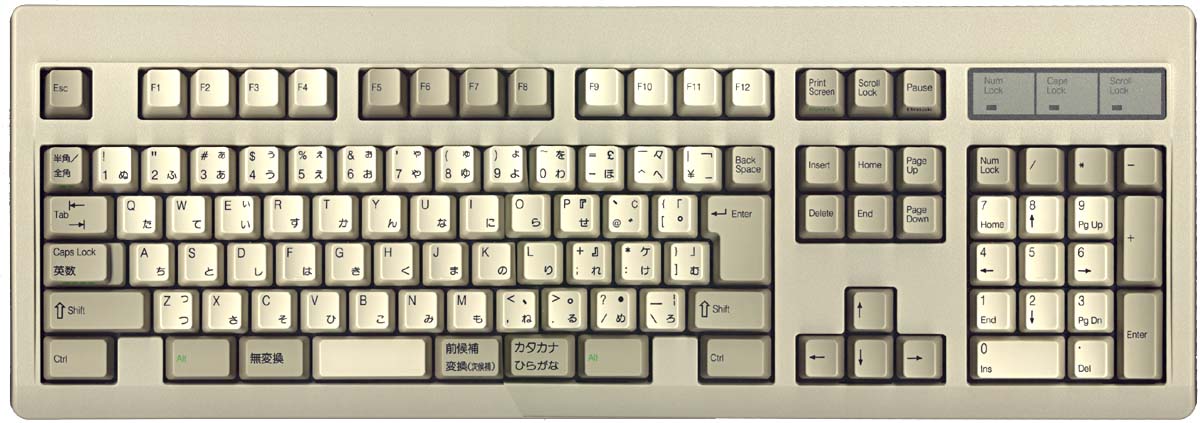 Esc F1 F2 F3 F4 F5 F6 F7 F8 F9 F10 F11 F12 Print Scroll Pause
Screen Lock
Num Caps Scroll
Lock Lock Lock
半角/ ! " # ぁ $ ぅ % ぇ & ぉ ' ゃ ( ゅ ) ょ ~ を = £ | ¬ Back
全角 1 ぬ 2 ふ 3 あ 4 う 5 え 6 お 7 や 8 ゆ 9 よ 0 わ - ほ ^ へ ¥ _ Space
Insert Home Page
Up
Num / * -
Lock
Tab Q た W て E ぃ い R す T か Y ん U な I に O ら P 『 せ @ ゛ { 「 [ ゜ Enter
Delete End Page
Down
7 8 9
Home ↑ Pg Up
+
Caps Lock A ち S と D し F は G き H く J ま K の L り + 』 ; れ * ヶ : け } 」 ] む
英数
4 5 6
← →
Shift Z っ つ X さ C そ V ひ B こ N み M も < 、 , ね > 。 . る ? ・ / め \ ろ Shift
↑
1 2 3
End ↓ Pg Dn
Enter
Ctrl Alt 無変換 前候補 カタカナ Alt Ctrl
変換(次候補) ひらがな
← ↓ →
0 .
Ins Del